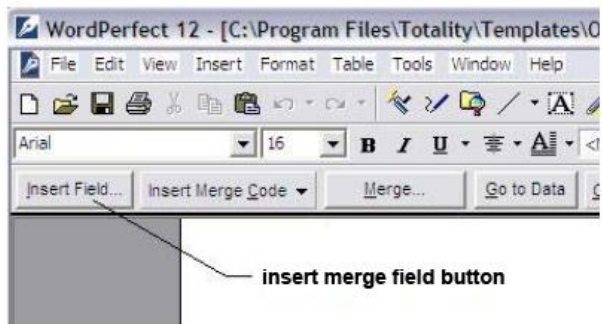 WordPerfect 12 - [C:\Program Files\Totality\Templates\O
File Edit View Insert Format Table Tools Window Help
Arial 16 B I U A
Insert Field... Insert Merge Code Merge... Go to Data
insert merge field button